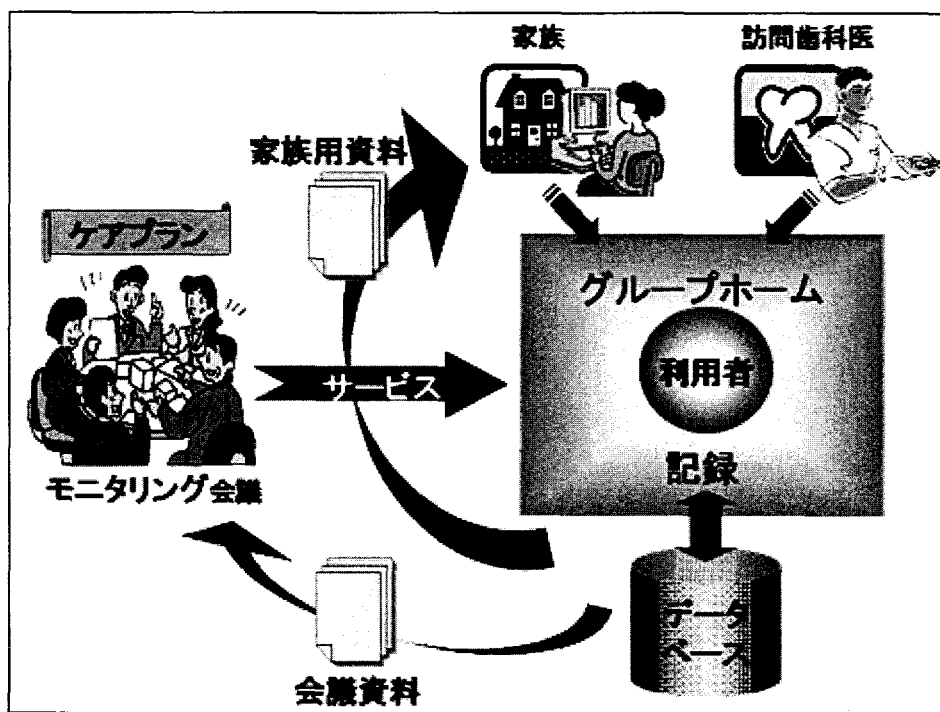 家族
訪問歯科医
家族用資料
ケアプラン
グループホーム
利用者
サービス
記録
モニタリング会議
データ
ベース
会議資料